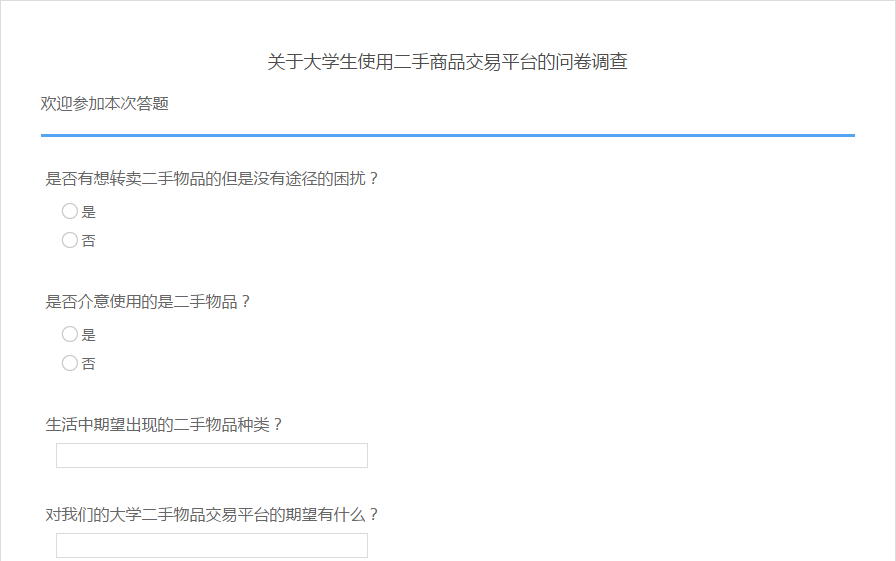 关于大学生使用二手商品交易平台的问卷调查
欢迎参加本次答题
是否有想转卖二手物品的但是没有途径的困扰？
是
否
是否介意使用的是二手物品？
是
否
生活中期望出现的二手物品种类？
对我们的大学二手物品交易平台的期望有什么？